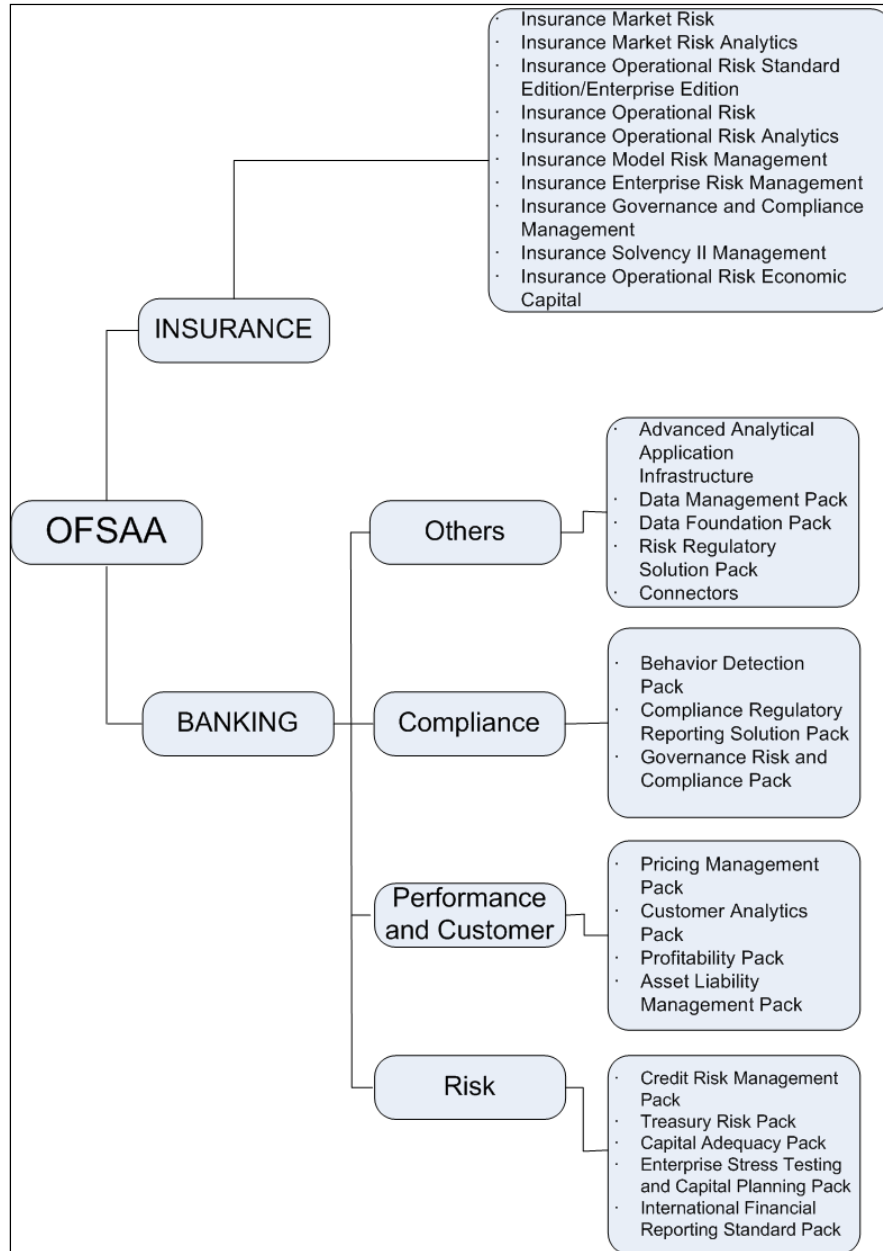 · Insurance Market Risk
· Insurance Market Risk Analytics
· Insurance Operational Risk Standard
Edition/Enterprise Edition
· Insurance Operational Risk
· Insurance Operational Risk Analytics
· Insurance Model Risk Management
· Insurance Enterprise Risk Management
· Insurance Governance and Compliance
Management
· Insurance Solvency II Management
· Insurance Operational Risk Economic
Capital
INSURANCE
OFSAA
BANKING
Others
· Advanced Analytical
Application
Infrastructure
· Data Management Pack
· Data Foundation Pack
· Risk Regulatory
Solution Pack
· Connectors
Compliance
· Behavior Detection
Pack
· Compliance Regulatory
Reporting Solution Pack
· Governance Risk and
Compliance Pack
Performance
and Customer
· Pricing Management
Pack
· Customer Analytics
Pack
· Profitability Pack
· Asset Liability
Management Pack
Risk
· Credit Risk Management
Pack
· Treasury Risk Pack
· Capital Adequacy Pack
· Enterprise Stress Testing
and Capital Planning Pack
· International Financial
Reporting Standard Pack